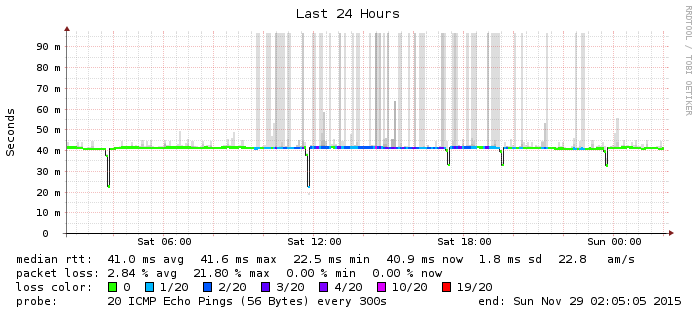 Last 24 Hours
RRDTOOL / TOBI OETIKER
Seconds
90 m
80 m
70 m
60 m
50 m
40 m
30 m
20 m
10 m
0
Sat 06:00 Sat 12:00 Sat 18:00 Sun 00:00
median rtt: 41.0 ms avg 41.6 ms max 22.5 ms min 40.9 ms now 1.8 ms sd 22.8 am/s
packet loss: 2.84 % avg 21.80 % max 0.00 % min 0.00 % now
loss color: 0 1/20 2/20 3/20 4/20 10/20 19/20
probe: 20 ICMP Echo Pings (56 Bytes) every 300s end: Sun Nov 29 02:05:05 2015